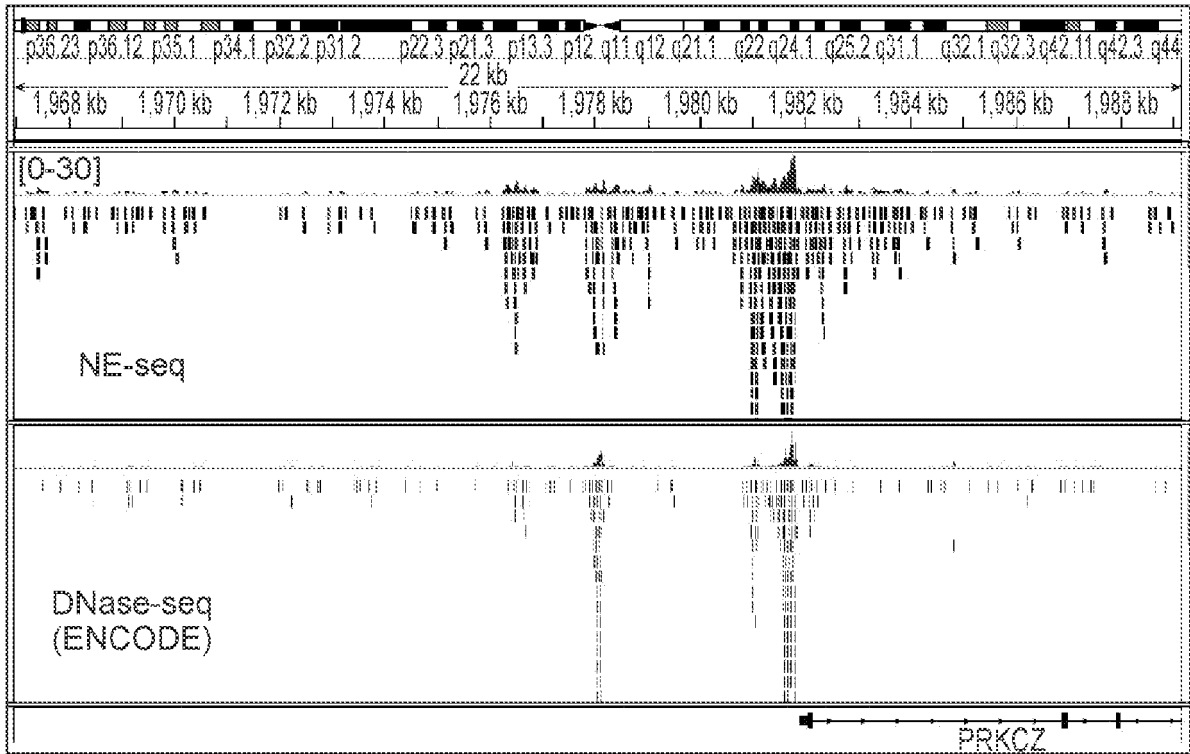 p36.23 p36.12 p35.1 p34.1 p32.2 p31.2 p22.3 p21.3 p13.3 p12 q11 q12 q21.1 q22 q24.1 q25.2 q31.1 q32.1 q32.3 q42.11 q42.3 q44
22 kb
1,968 kb 1,970 kb 1,972 kb 1,974 kb 1,976 kb 1,978 kb 1,980 kb 1,982 kb 1,984 kb 1,986 kb 1,988 kb
[0-30]
NE-seq
DNase-seq
(ENCODE)
PRKCZ